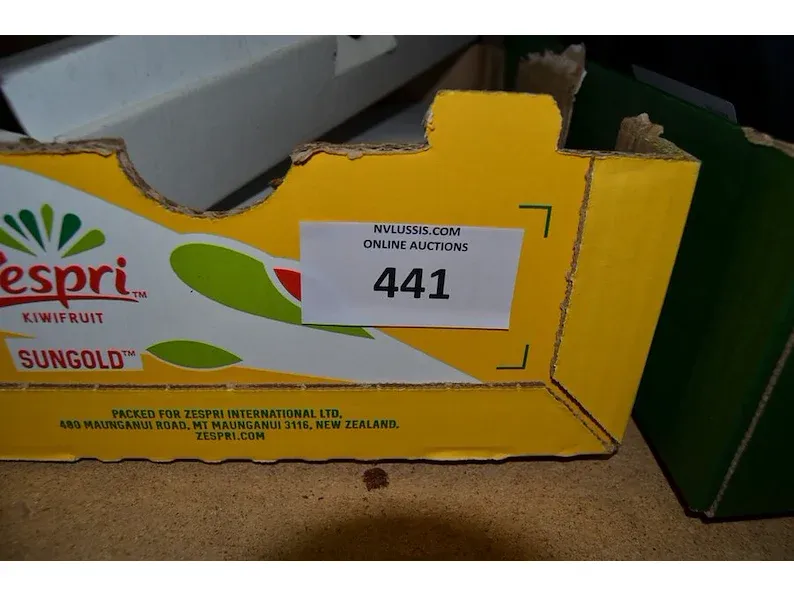 NVLUSSIS.COM
ONLINE AUCTIONS
441
Zespri™
KIWIFRUIT
SUNGOLD™
PACKED FOR ZESPRI INTERNATIONAL LTD,
480 MAUNGANUI ROAD, MT MAUNGANUI 3116, NEW ZEALAND.
ZESPRI.COM